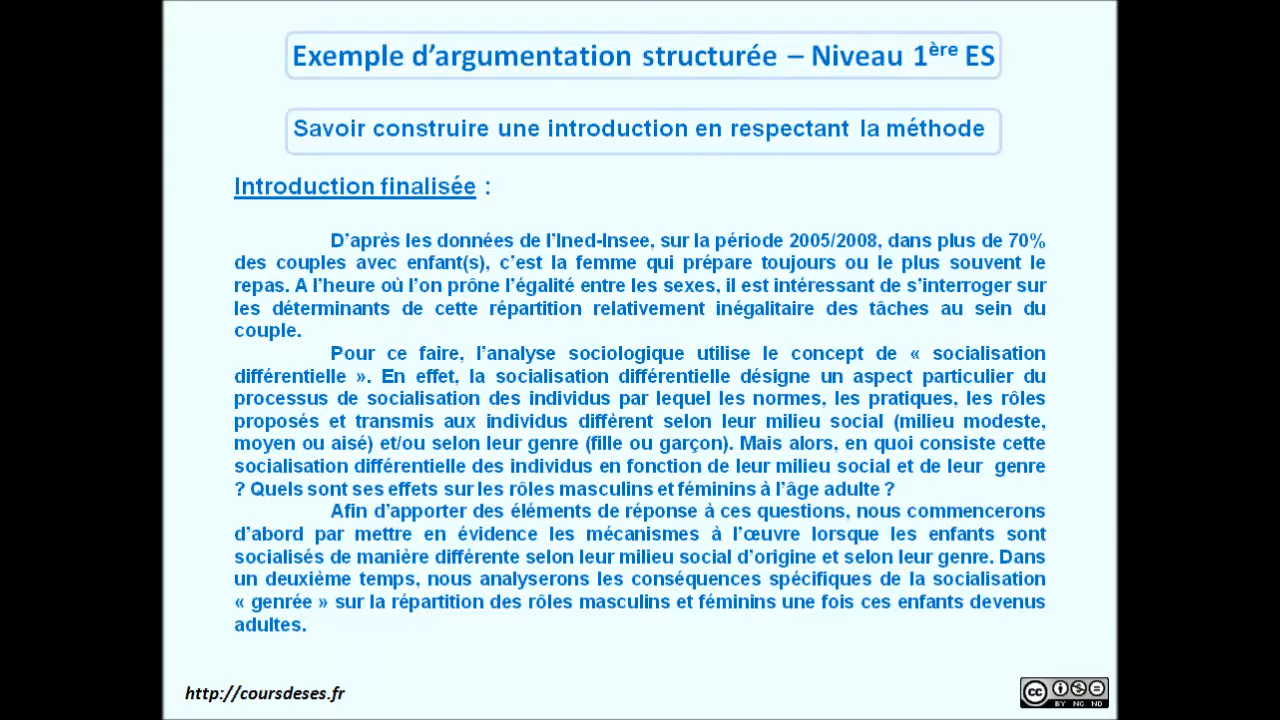 Exemple d’argumentation structurée – Niveau 1ère ES
Savoir construire une introduction en respectant la méthode
Introduction finalisée :
D’après les données de l’Ined-Insee, sur la période 2005/2008, dans plus de 70%
des couples avec enfant(s), c’est la femme qui prépare toujours ou le plus souvent le
repas. A l’heure où l’on prône l’égalité entre les sexes, il est intéressant de s’interroger sur
les déterminants de cette répartition relativement inégalitaire des tâches au sein du
couple.
Pour ce faire, l’analyse sociologique utilise le concept de « socialisation
différentielle ». En effet, la socialisation différentielle désigne un aspect particulier du
processus de socialisation des individus par lequel les normes, les pratiques, les rôles
proposés et transmis aux individus diffèrent selon leur milieu social (milieu modeste,
moyen ou aisé) et/ou selon leur genre (fille ou garçon). Mais alors, en quoi consiste cette
socialisation différentielle des individus en fonction de leur milieu social et de leur genre
? Quels sont ses effets sur les rôles masculins et féminins à l’âge adulte ?
Afin d’apporter des éléments de réponse à ces questions, nous commencerons
d’abord par mettre en évidence les mécanismes à l’œuvre lorsque les enfants sont
socialisés de manière différente selon leur milieu social d’origine et selon leur genre. Dans
un deuxième temps, nous analyserons les conséquences spécifiques de la socialisation
« genrée » sur la répartition des rôles masculins et féminins une fois ces enfants devenus
adultes.
http://coursdeses.fr
cc BY NC ND